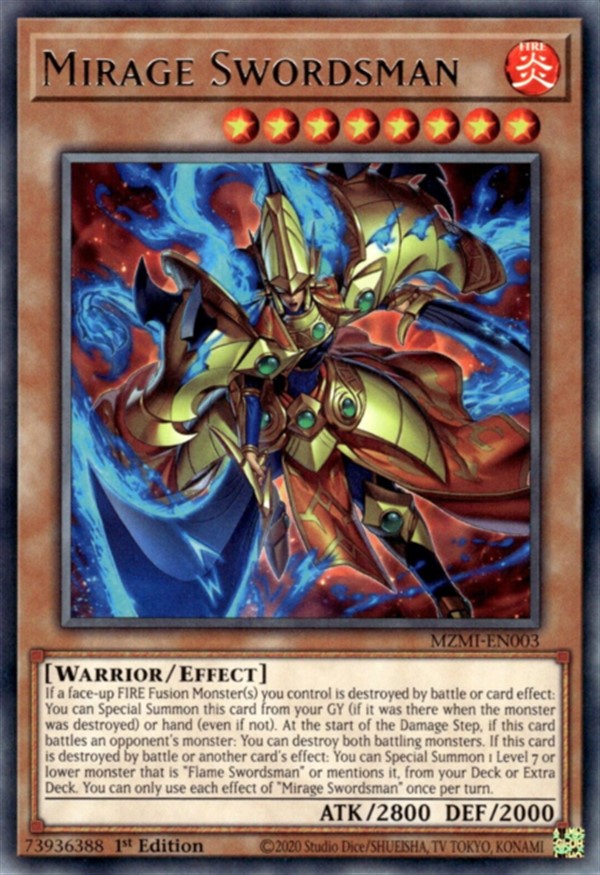 MIRAGE SWORDSMAN
FIRE
炎
MZMI-EN003
[WARRIOR/EFFECT]
If a face-up FIRE Fusion Monster(s) you control is destroyed by battle or card effect:
You can Special Summon this card from your GY (if it was there when the monster
was destroyed) or hand (even if not). At the start of the Damage Step, if this card
battles an opponent's monster: You can destroy both battling monsters. If this card
is destroyed by battle or another card's effect: You can Special Summon 1 Level 7 or
lower monster that is "Flame Swordsman" or mentions it, from your Deck or Extra
Deck. You can only use each effect of "Mirage Swordsman" once per turn.
ATK/2800 DEF/2000
73936388 1st Edition ©2020 Studio Dice/SHUEISHA, TV TOKYO, KONAMI